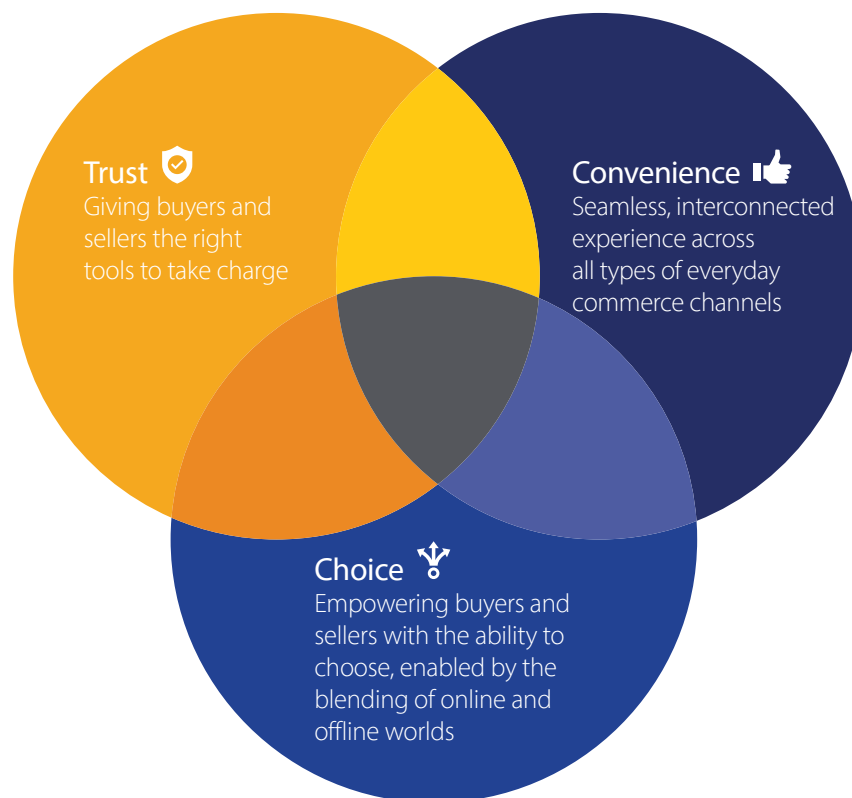 Trust
Giving buyers and
sellers the right
tools to take charge
Convenience
Seamless, interconnected
experience across
all types of everyday
commerce channels
Choice
Empowering buyers and
sellers with the ability to
choose, enabled by the
blending of online and
offline worlds